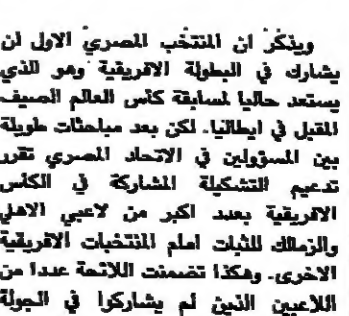 ويذكر ان المنتخب المصري الاول لن
يشارك في البطولة الافريقية وهو الذي
يستعد حاليا لمسابقة كأس العالم الصيف
المقبل في ايطاليا. لكن بعد مباحثات طويلة
بين المسؤولين في الاتحاد المصري تقرر
تدعيم التشكيلة المشاركة في الكأس
الافريقية بعدد اكبر من لاعبي الاهلي
والزمالك للثبات امام المنتخبات الافريقية
الاخرى. وهكذا تضمنت اللائحة عددا من
اللاعبين الذين لم يشاركوا في الجولة